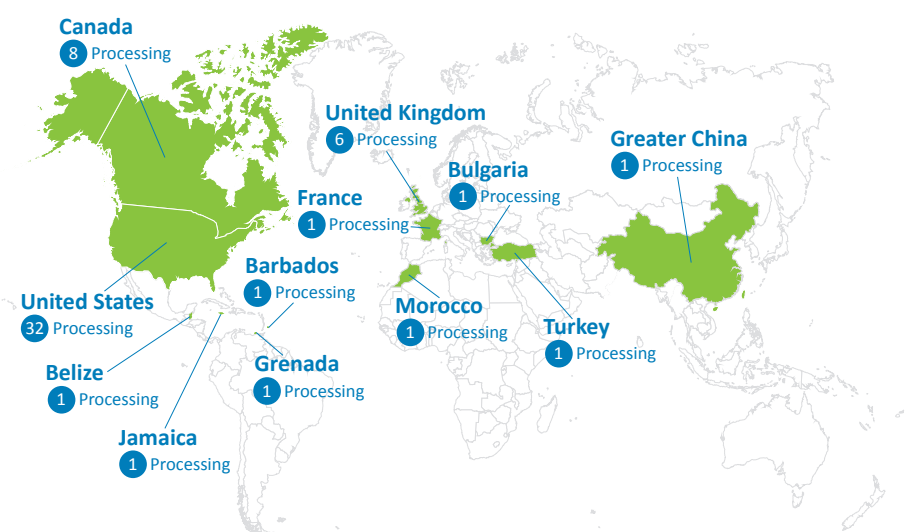 Canada
8 Processing
United Kingdom
6 Processing
Greater China
1 Processing
Bulgaria
1 Processing
France
1 Processing
Barbados
1 Processing
United States
32 Processing
Morocco
1 Processing
Turkey
1 Processing
Grenada
1 Processing
Belize
1 Processing
Jamaica
1 Processing